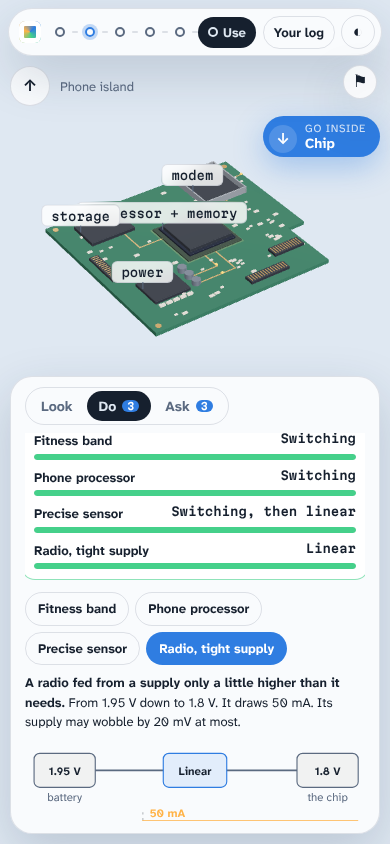 Use
Your log
Phone island
GO INSIDE
Chip
modem
storage
essor + memory
power
Look
Do 3
Ask 3
Fitness band Switching
Phone processor Switching
Precise sensor Switching, then linear
Radio, tight supply Linear
Fitness band
Phone processor
Precise sensor
Radio, tight supply
A radio fed from a supply only a little higher than it
needs. From 1.95 V down to 1.8 V. It draws 50 mA. Its
supply may wobble by 20 mV at most.
1.95 V
Linear
1.8 V
battery
the chip
50 mA